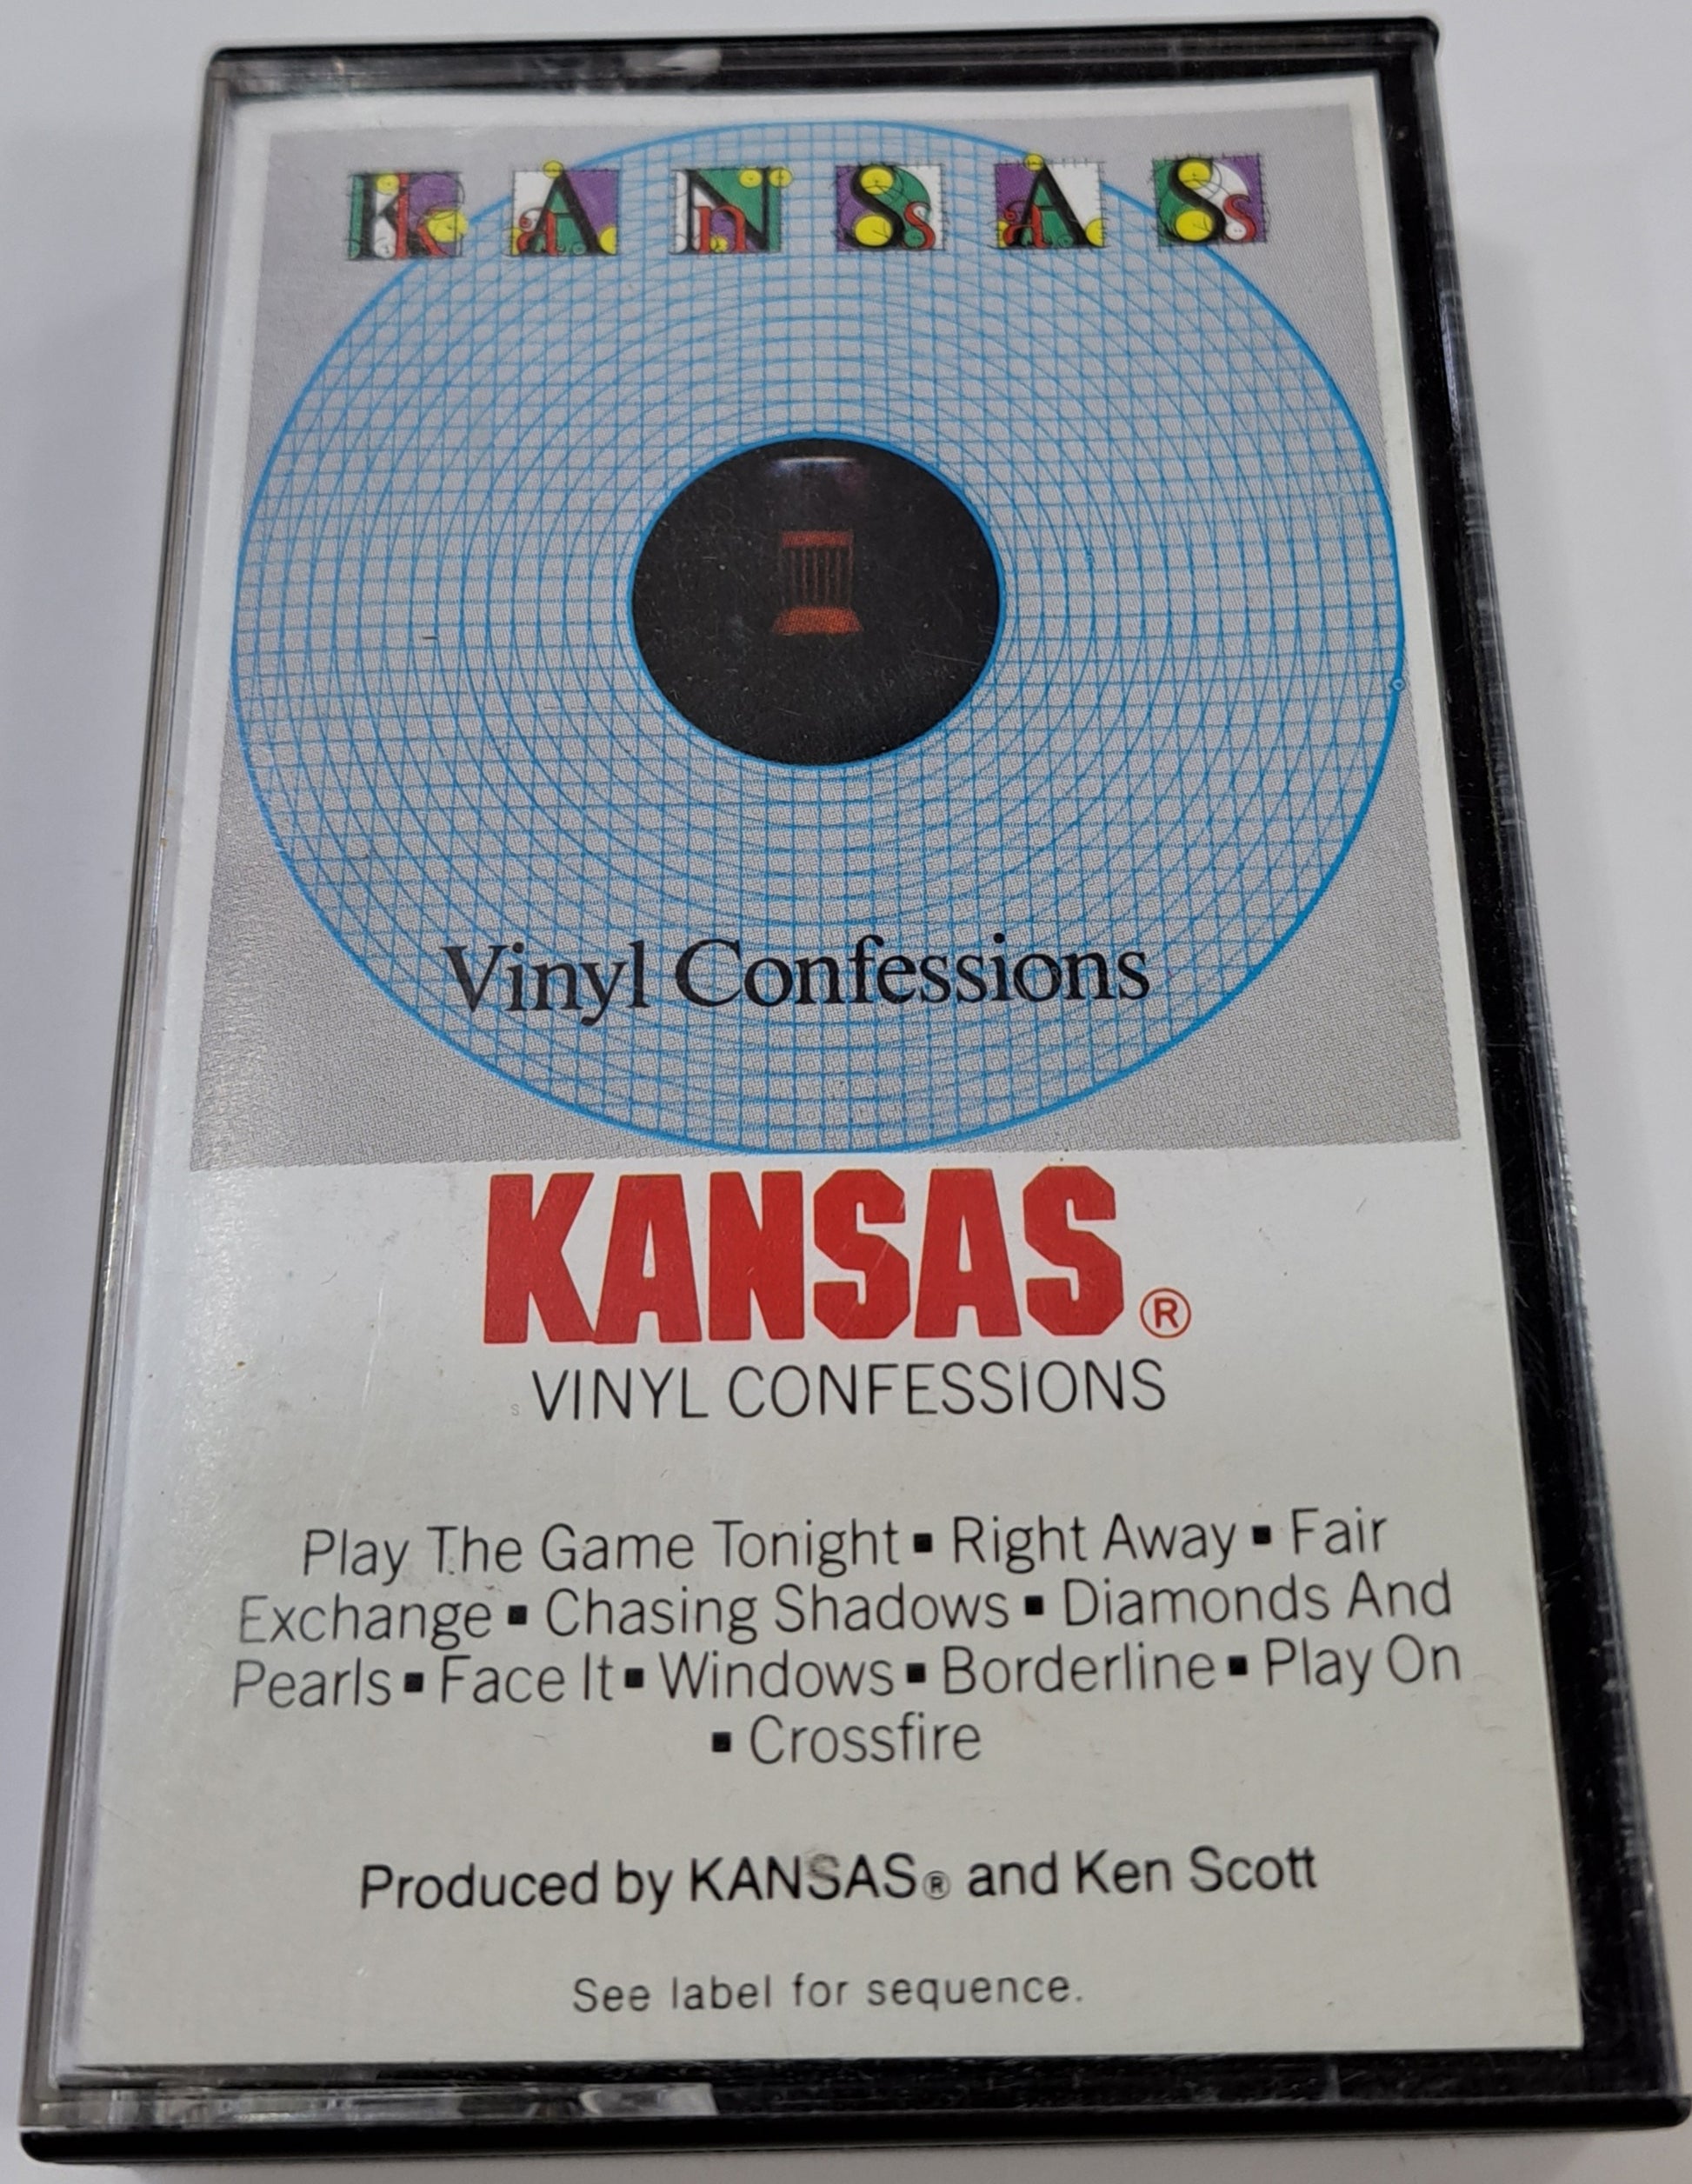 KANSAS
Vinyl Confessions
KANSAS®
s VINYL CONFESSIONS
Play The Game Tonight ▪ Right Away ▪ Fair
Exchange ▪ Chasing Shadows ▪ Diamonds And
Pearls ▪ Face It ▪ Windows ▪ Borderline ▪ Play On
▪ Crossfire
Produced by KANSAS® and Ken Scott
See label for sequence.